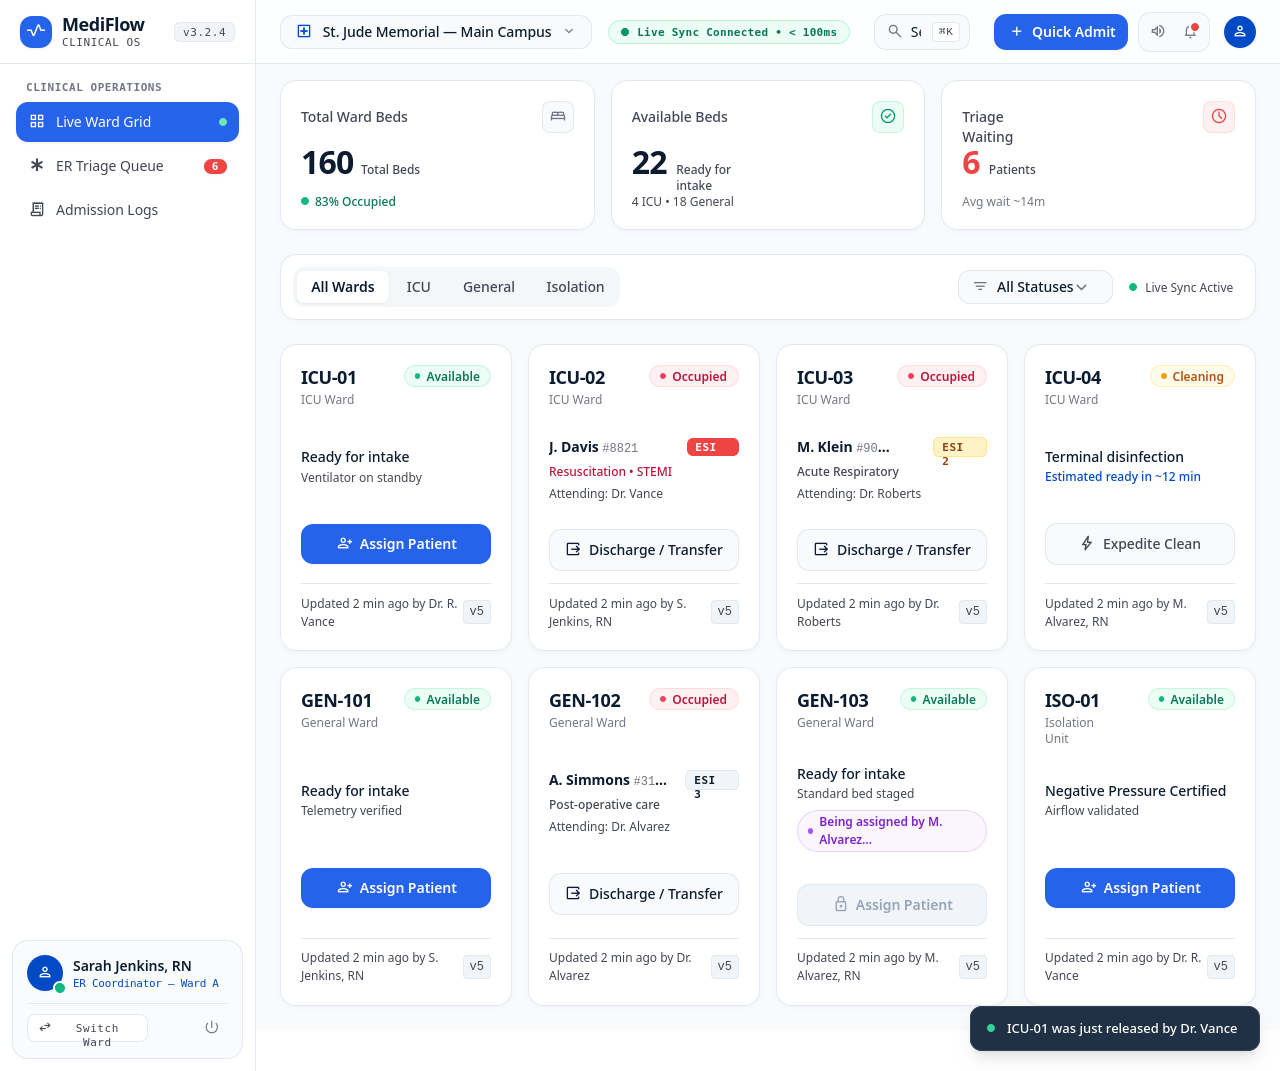 MediFlow
CLINICAL OS
v3.2.4
St. Jude Memorial — Main Campus
Live Sync Connected • < 100ms
⌘K
Quick Admit
CLINICAL OPERATIONS
Live Ward Grid
ER Triage Queue
6
Admission Logs
Total Ward Beds
160 Total Beds
83% Occupied
Available Beds
22 Ready for
intake
4 ICU • 18 General
Triage
Waiting
6 Patients
Avg wait ~14m
All Wards
ICU
General
Isolation
All Statuses
Live Sync Active
ICU-01
Available
ICU Ward
Ready for intake
Ventilator on standby
Assign Patient
Updated 2 min ago by Dr. R.
Vance
v5
ICU-02
Occupied
ICU Ward
J. Davis #8821
ESI
Resuscitation • STEMI
Attending: Dr. Vance
Discharge / Transfer
Updated 2 min ago by S.
Jenkins, RN
v5
ICU-03
Occupied
ICU Ward
M. Klein #90...
ESI
2
Acute Respiratory
Attending: Dr. Roberts
Discharge / Transfer
Updated 2 min ago by Dr.
Roberts
v5
ICU-04
Cleaning
ICU Ward
Terminal disinfection
Estimated ready in ~12 min
Expedite Clean
Updated 2 min ago by M.
Alvarez, RN
v5
GEN-101
Available
General Ward
Ready for intake
Telemetry verified
Assign Patient
Updated 2 min ago by S.
Jenkins, RN
v5
GEN-102
Occupied
General Ward
A. Simmons #31...
ESI
3
Post-operative care
Attending: Dr. Alvarez
Discharge / Transfer
Updated 2 min ago by Dr.
Alvarez
v5
GEN-103
Available
General Ward
Ready for intake
Standard bed staged
Being assigned by M.
Alvarez...
Assign Patient
Updated 2 min ago by M.
Alvarez, RN
v5
ISO-01
Available
Isolation
Unit
Negative Pressure Certified
Airflow validated
Assign Patient
Updated 2 min ago by Dr. R.
Vance
v5
Sarah Jenkins, RN
ER Coordinator — Ward A
Switch
Ward
ICU-01 was just released by Dr. Vance